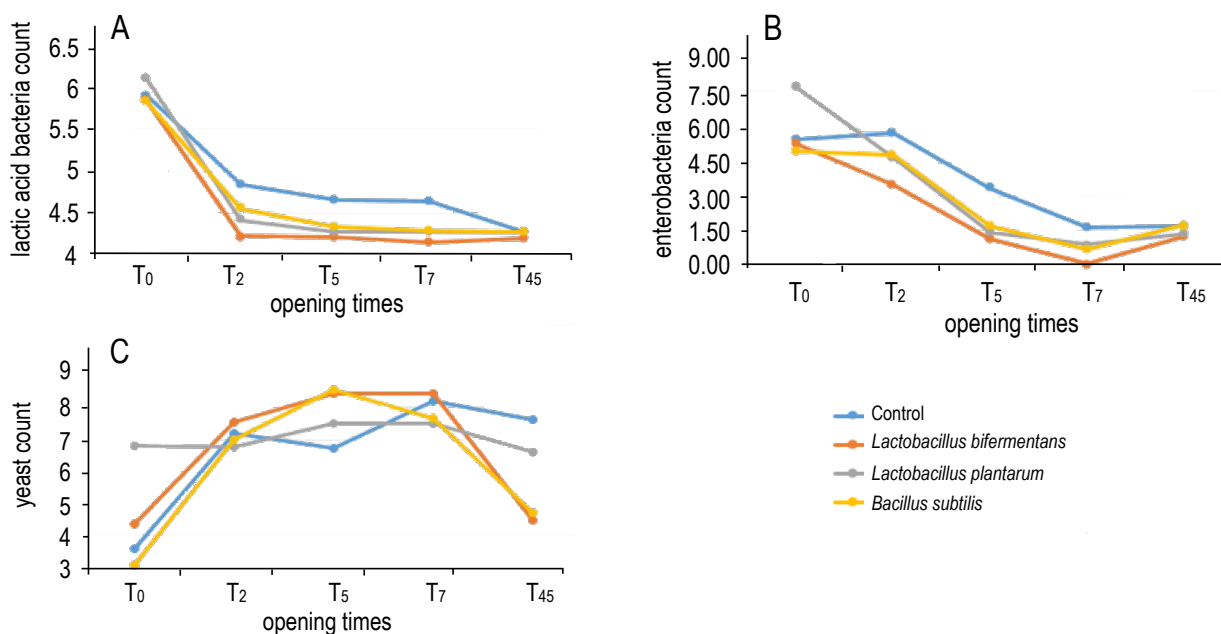 A
lactic acid bacteria count
6.5
6
5.5
5
4.5
4
T0 T2 T5 T7 T45
opening times
B
enterobacteria count
9.00
7.50
6.00
4.50
3.00
1.50
0.00
T0 T2 T5 T7 T45
opening times
C
yeast count
9
8
7
6
5
4
3
T0 T2 T5 T7 T45
opening times
Control
Lactobacillus bifermentans
Lactobacillus plantarum
Bacillus subtilis